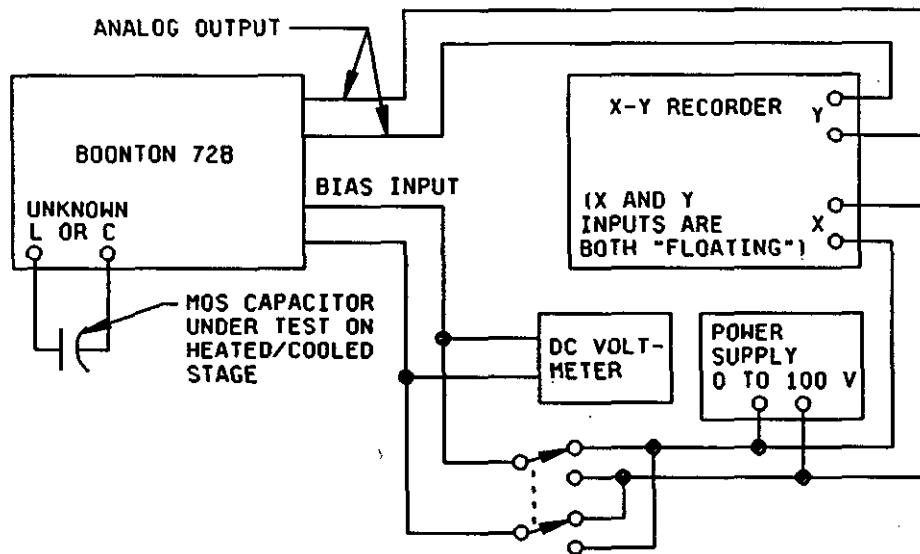 ANALOG OUTPUT
BOONTON 72B
UNKNOWN
L OR C
BIAS INPUT
X-Y RECORDER
Y
(X AND Y
INPUTS ARE
BOTH "FLOATING")
X
MOS CAPACITOR
UNDER TEST ON
HEATED/COOLED
STAGE
DC VOLT-
METER
POWER
SUPPLY
0 TO 100 V